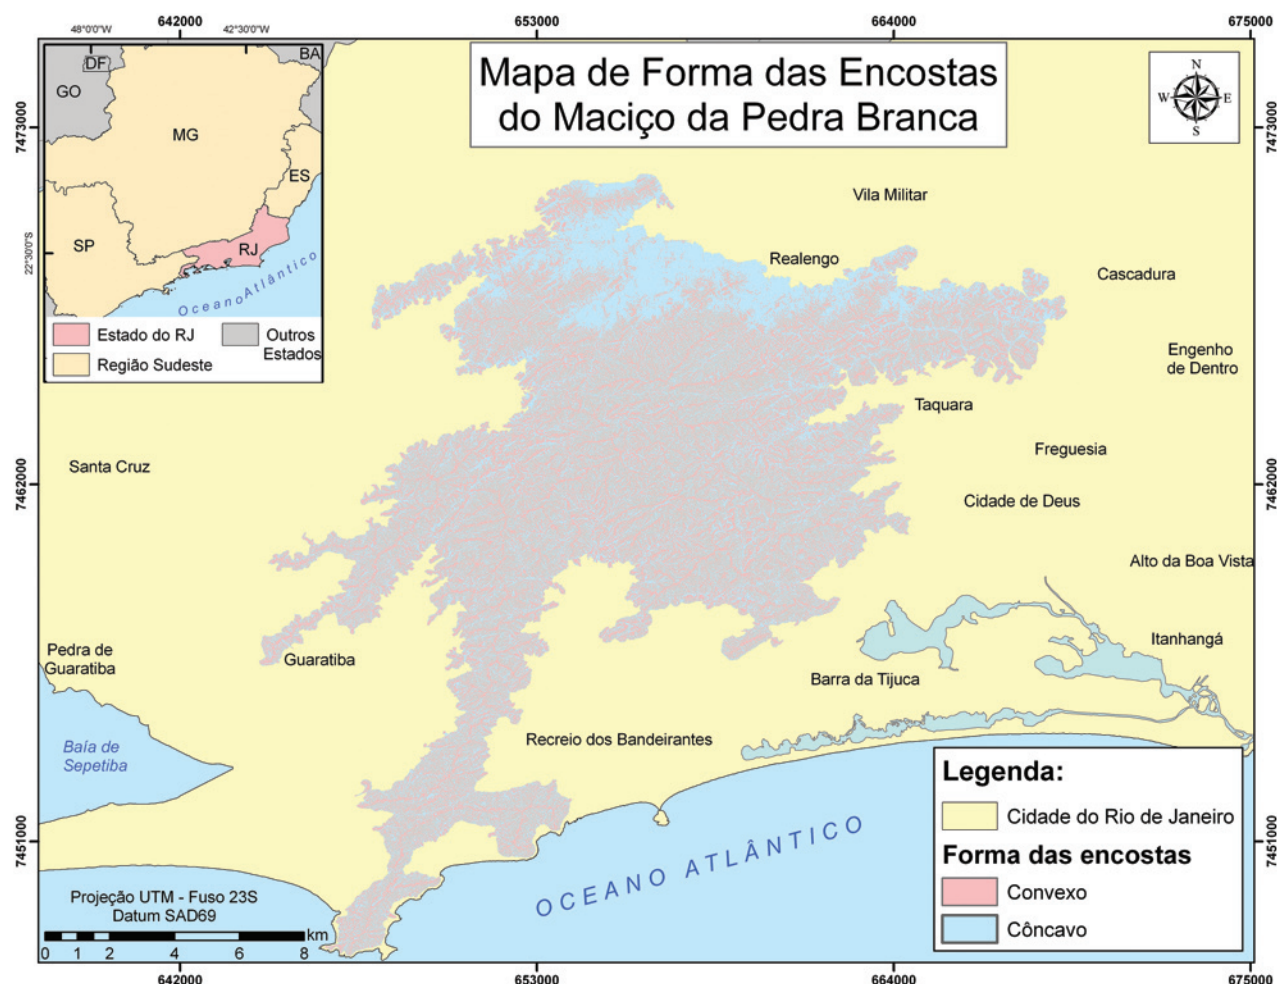 642000
653000
664000
675000
48°0'0"W
42°30'0"W
Mapa de Forma das Encostas
do Maciço da Pedra Branca
N
W
E
S
7473000
7473000
22°30'0"S
BA
DF
GO
MG
ES
SP
RJ
Oceano Atlântico
Estado do RJ
Outros
Estados
Região Sudeste
Vila Militar
Realengo
Cascadura
Engenho
de Dentro
Taquara
Freguesia
Santa Cruz
7462000
7462000
Cidade de Deus
Alto da Boa Vista
Itanhangá
Pedra de
Guaratiba
Guaratiba
Barra da Tijuca
Recreio dos Bandeirantes
Baía de
Sepetiba
OCEANO ATLÂNTICO
7451000
7451000
Legenda:
Cidade do Rio de Janeiro
Forma das encostas
Convexo
Côncavo
Projeção UTM - Fuso 23S
Datum SAD69
km
0 1 2 4 6 8
642000
653000
664000
675000